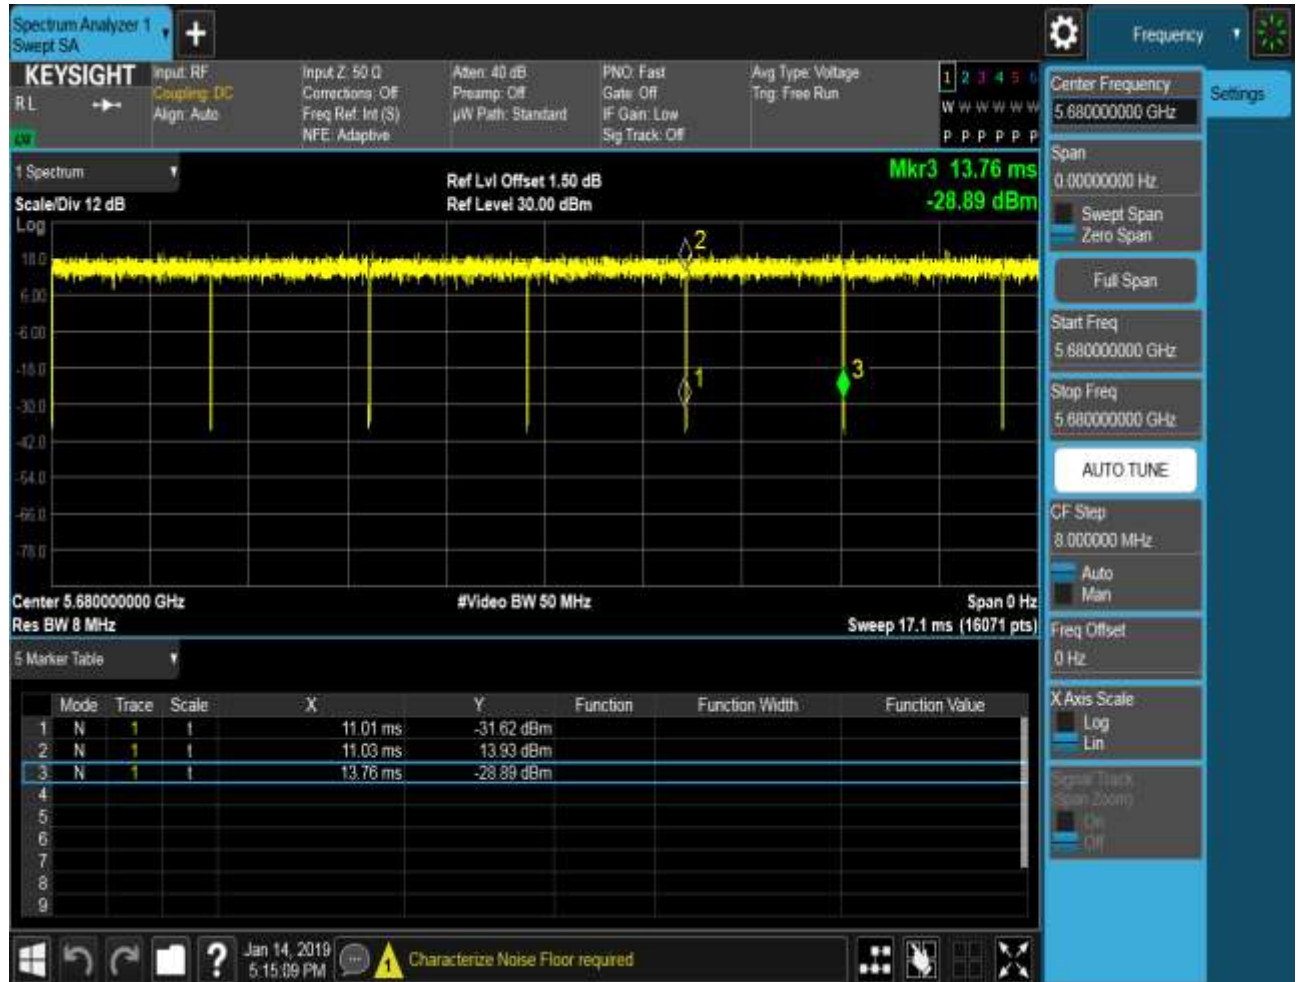 Spectrum Analyzer 1
Swept SA
Frequency
KEYSIGHT
Input: RF
Input Z: 50 Ω
Atten: 40 dB
PNO: Fast
Avg Type: Voltage
1 2 3 4 5 6
RL
Coupling: DC
Corrections: Off
Preamp: Off
Gate: Off
Trig: Free Run
Align: Auto
Freq Ref: Int (S)
µW Path: Standard
IF Gain: Low
W W W W W W
NFE: Adaptive
Sig Track: Off
P P P P P P
Center Frequency
5.680000000 GHz
Settings
1 Spectrum
Scale/Div 12 dB
Ref Lvl Offset 1.50 dB
Ref Level 30.00 dBm
Mkr3 13.76 ms
-28.89 dBm
Log
18.0
6.00
-6.00
-18.0
-30.0
-42.0
-54.0
-66.0
-78.0
2
1
3
Center 5.680000000 GHz
#Video BW 50 MHz
Span 0 Hz
Res BW 8 MHz
Sweep 17.1 ms (16071 pts)
Span
0.00000000 Hz
Swept Span
Zero Span
Full Span
Start Freq
5.680000000 GHz
Stop Freq
5.680000000 GHz
AUTO TUNE
CF Step
8.000000 MHz
Auto
Man
Freq Offset
0 Hz
X Axis Scale
Log
Lin
Signal Track
(Span Zoom)
On
Off
5 Marker Table
Mode Trace Scale X Y Function Function Width Function Value
1 N 1 t 11.01 ms -31.62 dBm
2 N 1 t 11.03 ms 13.93 dBm
3 N 1 t 13.76 ms -28.89 dBm
4
5
6
7
8
9
Jan 14, 2019
5:15:09 PM
1
Characterize Noise Floor required